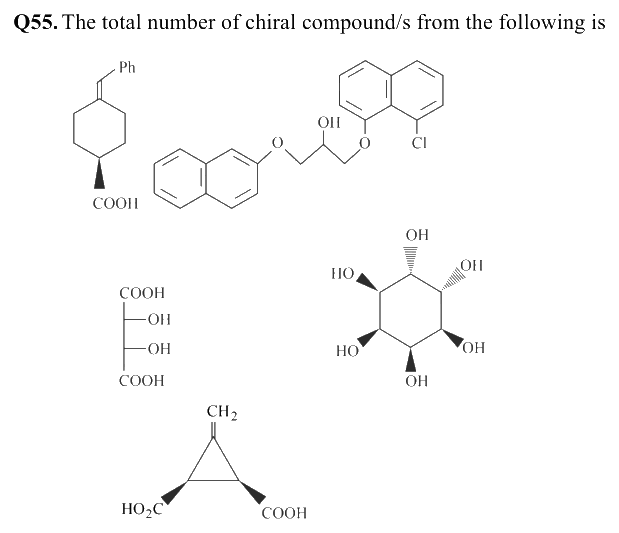 Q55. The total number of chiral compound/s from the following is
Ph
COOH
OH
O
O
Cl
COOH
OH
OH
COOH
OH
HO
OH
HO
OH
OH
CH2
HO2C
COOH